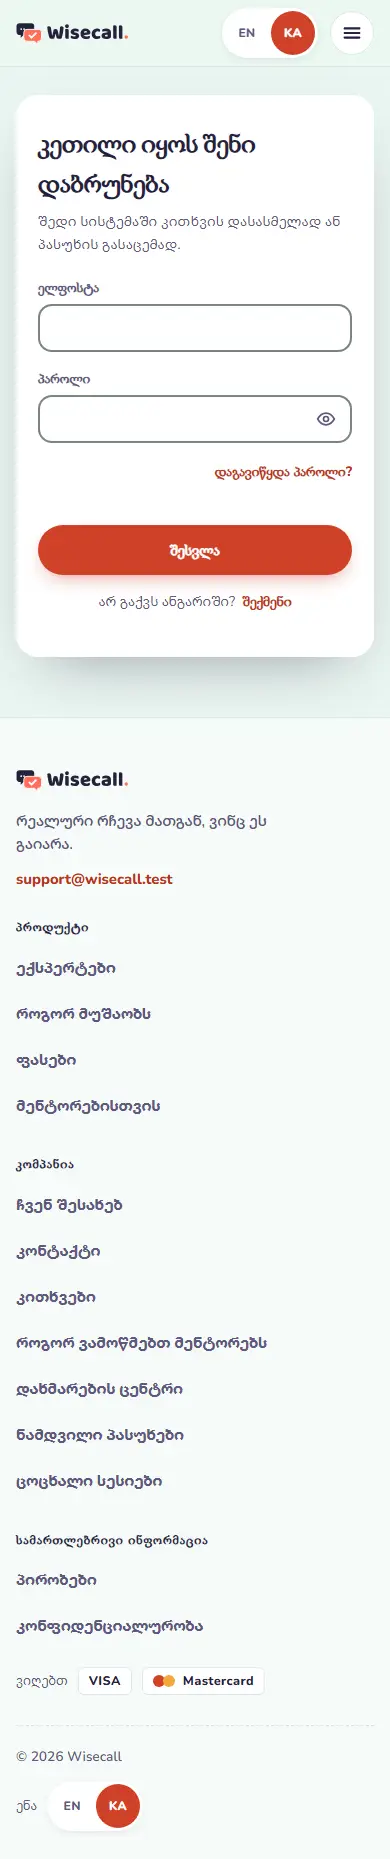 Wisecall.
EN KA
კეთილი იყოს შენი
დაბრუნება
შედი სისტემაში კითხვის დასასმელად ან
პასუხის გასაცემად.
ელფოსტა
პაროლი
დაგავიწყდა პაროლი?
შესვლა
არ გაქვს ანგარიში? შექმენი
Wisecall.
რეალური რჩევა მათგან, ვინც ეს
გაიარა.
support@wisecall.test
პროდუქტი
ექსპერტები
როგორ მუშაობს
ფასები
მენტორებისთვის
კომპანია
ჩვენ შესახებ
კონტაქტი
კითხვები
როგორ ვამოწმებთ მენტორებს
დახმარების ცენტრი
ნამდვილი პასუხები
ცოცხალი სესიები
სამართლებრივი ინფორმაცია
პირობები
კონფიდენციალურობა
ვიღებთ VISA Mastercard
© 2026 Wisecall
ენა EN KA